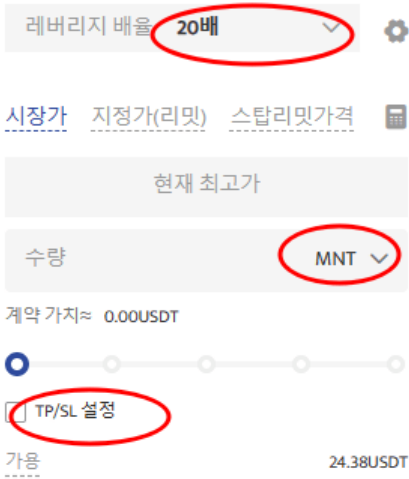 레버리지 배율 20배
시장가 지정가(리밋) 스탑리밋가격
현재 최고가
수량 MNT
계약 가치≈ 0.00USDT
TP/SL 설정
가용 24.38USDT